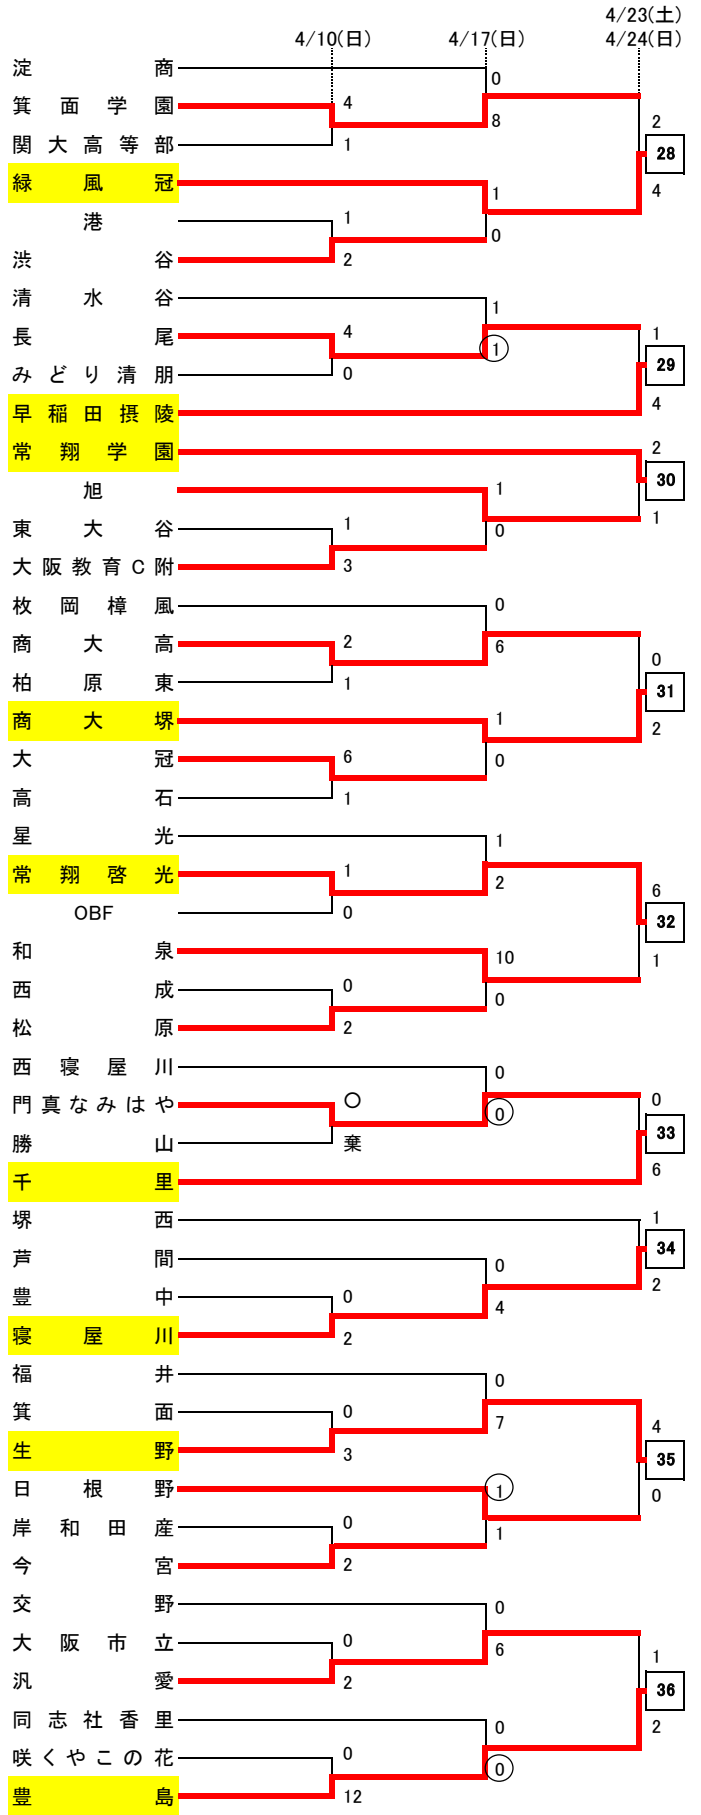 4/23(土)
4/10(日) 4/17(日) 4/24(日)
淀商
0
箕面学園 4
8
2
関大高等部 1
28
緑風冠
1
4
港 1
0
渋谷 2
清水谷
1
長尾 4
1
1
29
みどり清朋 0
4
早稲田摂陵
常翔学園
2
30
旭
1
1
東大谷 1
0
大阪教育C附 3
枚岡樟風
0
商大高 2
6
0
柏原東 1
31
商大堺
1
2
大冠 6
0
高石 1
星光
1
常翔啓光 1
2
6
OBF 0
32
和泉
10
1
西成 0
0
松原 2
西寝屋川
0
門真なみはや ○
0
0
33
勝山 棄
6
千里
堺西
1
34
芦間
0
2
豊中 0
4
寝屋川 2
福井
0
箕面 0
7
4
生野 3
35
日根野
1
0
岸和田産 0
1
今宮 2
交野
0
大阪市立 0
6
1
汎愛 2
36
同志社香里
0
2
咲くやこの花 0
0
豊島 12